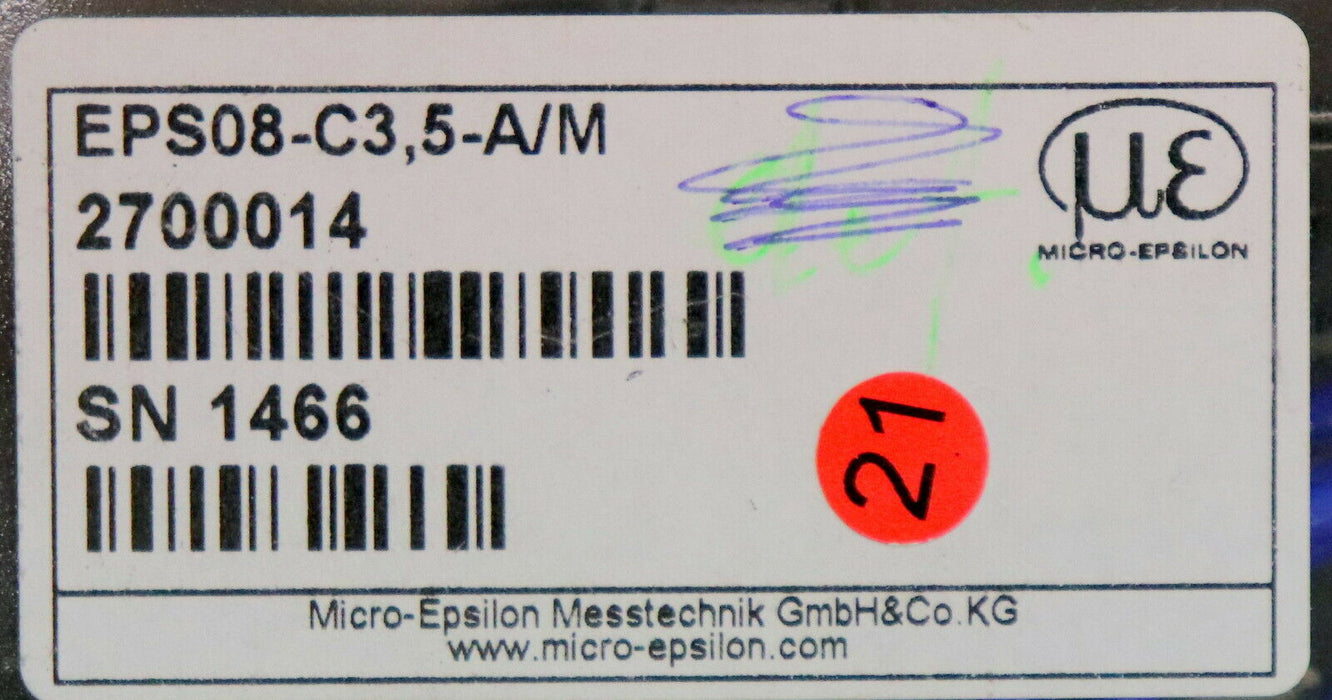 EPS08-C3,5-A/M
2700014
με
MICRO-EPSILON
SN 1466
21
Micro-Epsilon Messtechnik GmbH&Co.KG
www.micro-epsilon.com